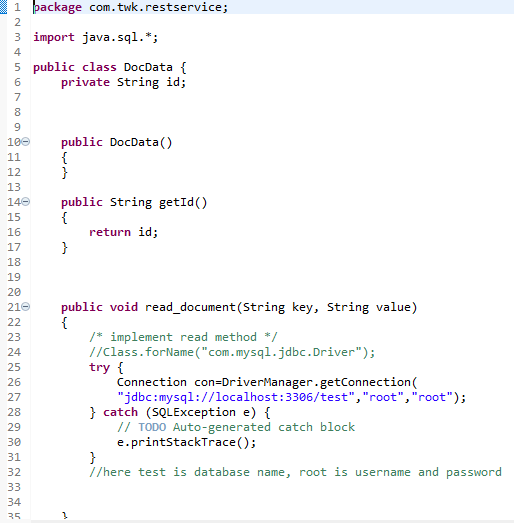 1 package com.twk.restservice;
2
3 import java.sql.*;
4
5 public class DocData {
6     private String id;
7
8
9
10     public DocData()
11     {
12     }
13
14     public String getId()
15     {
16         return id;
17     }
18
19
20
21     public void read_document(String key, String value)
22     {
23         /* implement read method */
24         //Class.forName("com.mysql.jdbc.Driver");
25         try {
26             Connection con=DriverManager.getConnection(
27             "jdbc:mysql://localhost:3306/test","root","root");
28         } catch (SQLException e) {
29             // TODO Auto-generated catch block
30             e.printStackTrace();
31         }
32         //here test is database name, root is username and password
33
34
35     }